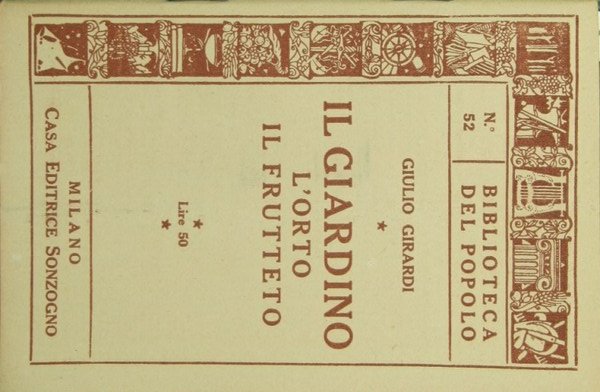 N.° 52
BIBLIOTECA
DEL POPOLO
GIULIO GIRARDI
IL GIARDINO
L'ORTO
IL FRUTTETO
Lire 50
MILANO
CASA EDITRICE SONZOGNO